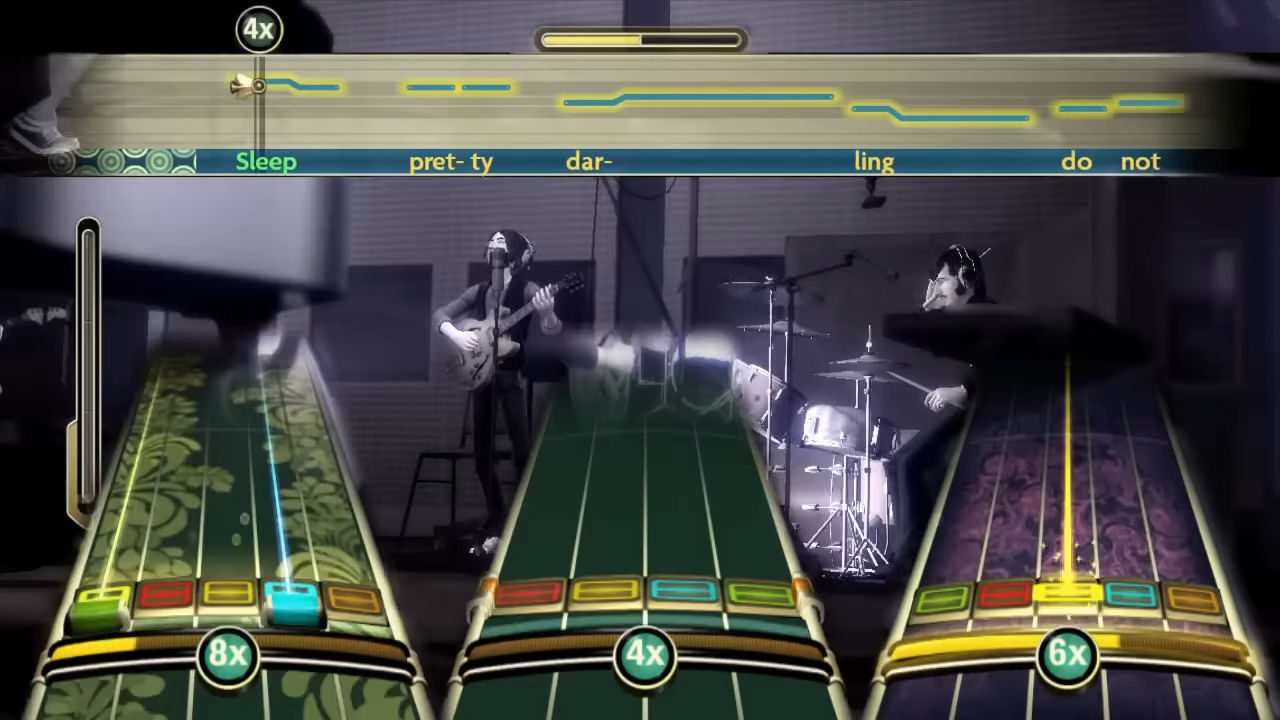 4x
Sleep pret- ty dar- ling do not
8x 4x 6x